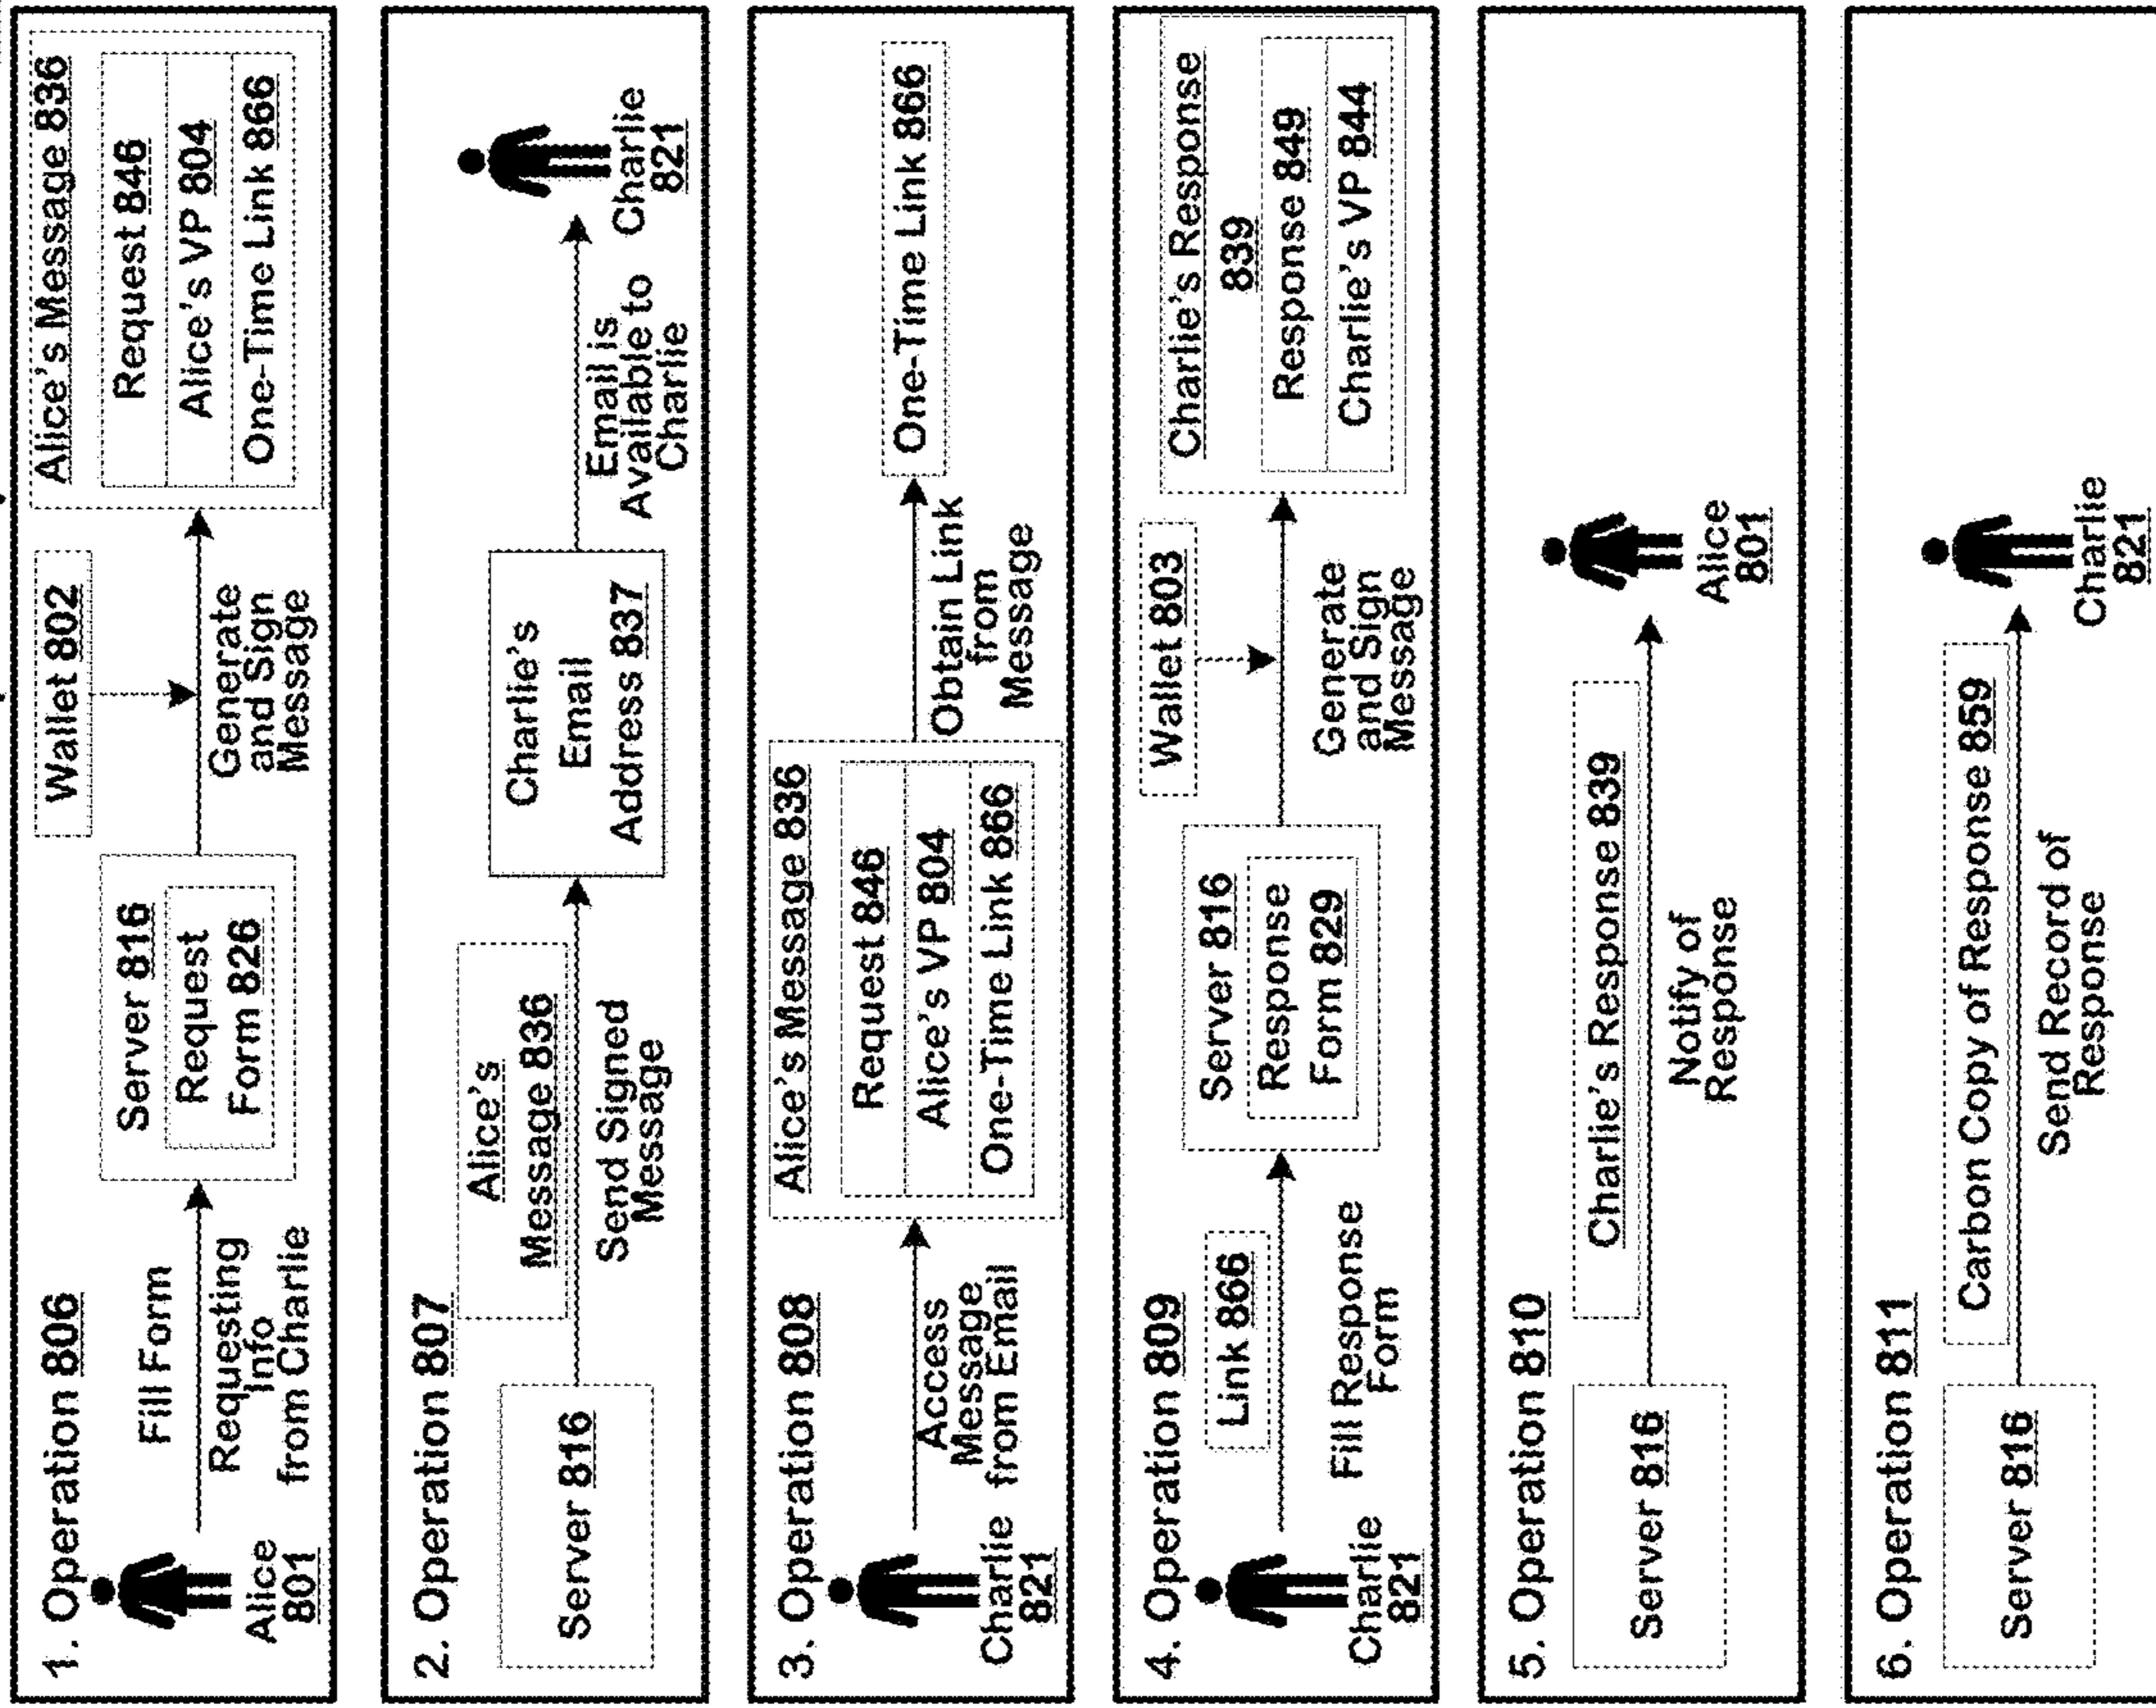 1. Operation 806
Alice
801
Fill Form
Requesting
Info
from Charlie
Server 816
Request
Form 826
Wallet 802
Generate
and Sign
Message
Alice's Message 836
Request 846
Alice's VP 804
One-Time Link 866
2. Operation 807
Server 816
Alice's
Message 836
Send Signed
Message
Charlie's
Email
Address 837
Email is
Available to
Charlie
Charlie
821
3. Operation 808
Charlie
821
Access
Message
from Email
Alice's Message 836
Request 846
Alice's VP 804
One-Time Link 866
Obtain Link
from
Message
One-Time Link 866
4. Operation 809
Charlie
821
Link 866
Fill Response
Form
Server 816
Response
Form 829
Wallet 803
Generate
and Sign
Message
Charlie's Response
839
Response 849
Charlie's VP 844
5. Operation 810
Server 816
Charlie's Response 839
Notify of
Response
Alice
801
6. Operation 811
Server 816
Carbon Copy of Response 859
Send Record of
Response
Charlie
821